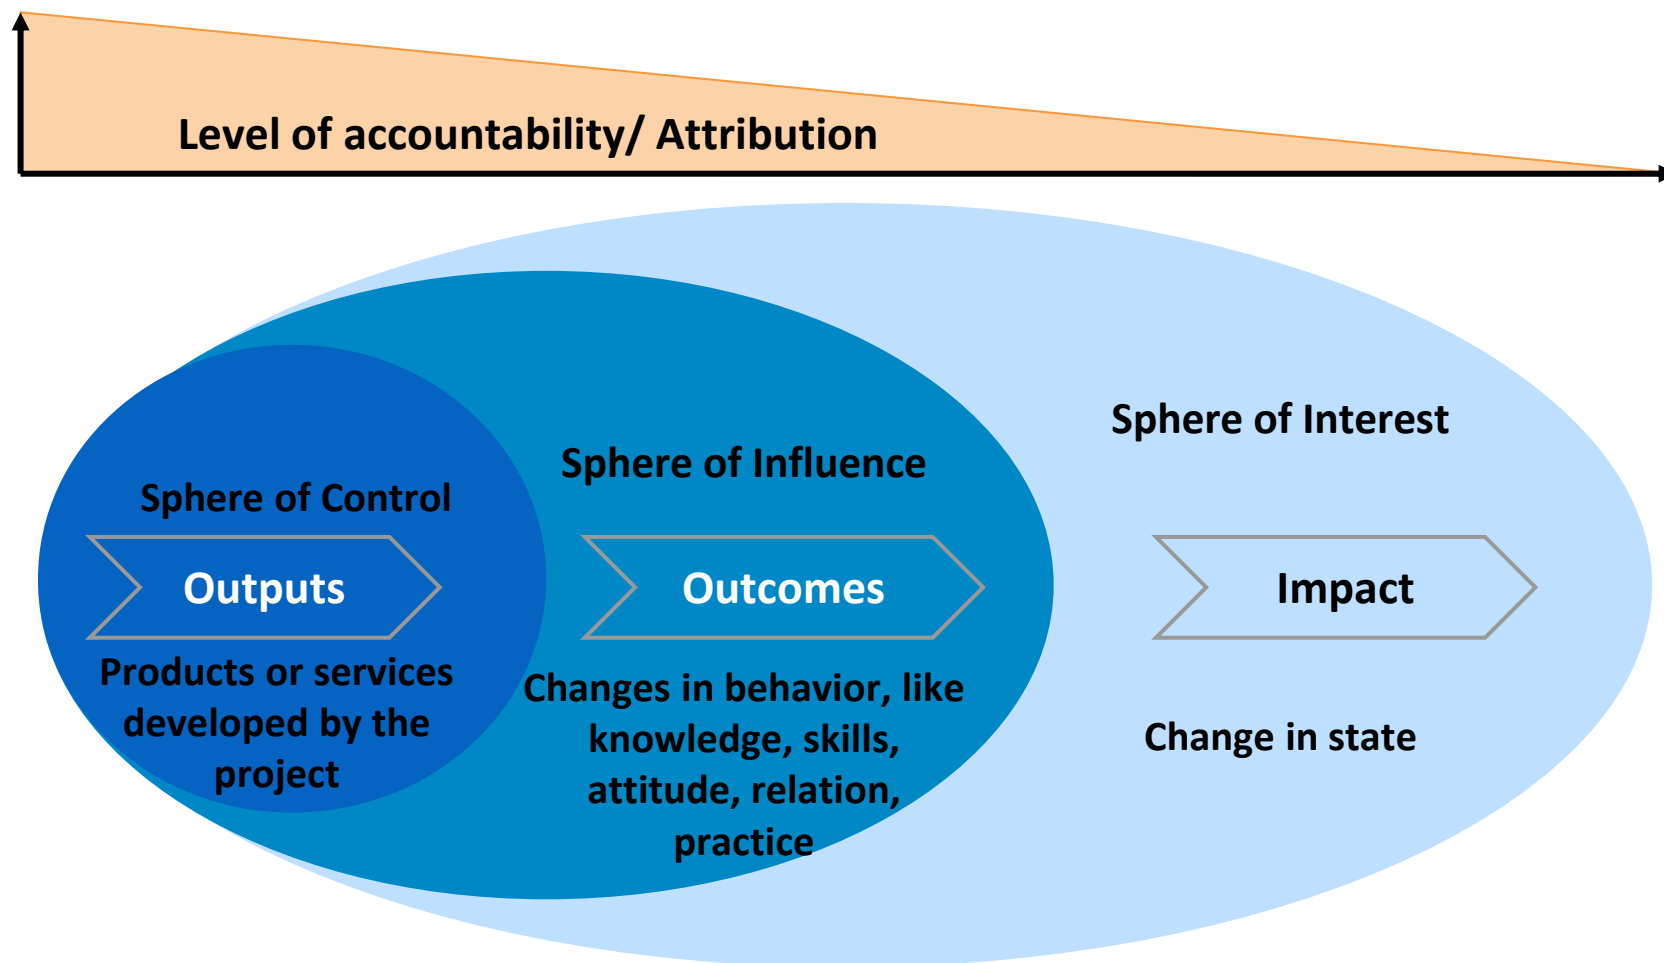 Level of accountability/ Attribution
Sphere of Control
Outputs
Products or services
developed by the
project
Sphere of Influence
Outcomes
Changes in behavior, like
knowledge, skills,
attitude, relation,
practice
Sphere of Interest
Impact
Change in state